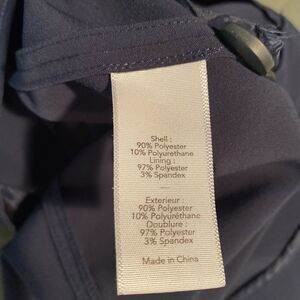 Shell :
90% Polyester
10% Polyurethane
Lining :
97% Polyester
3% Spandex
—
Exterieur :
90% Polyester
10% Polyuréthane
Doublure :
97% Polyester
3% Spandex
Made in China